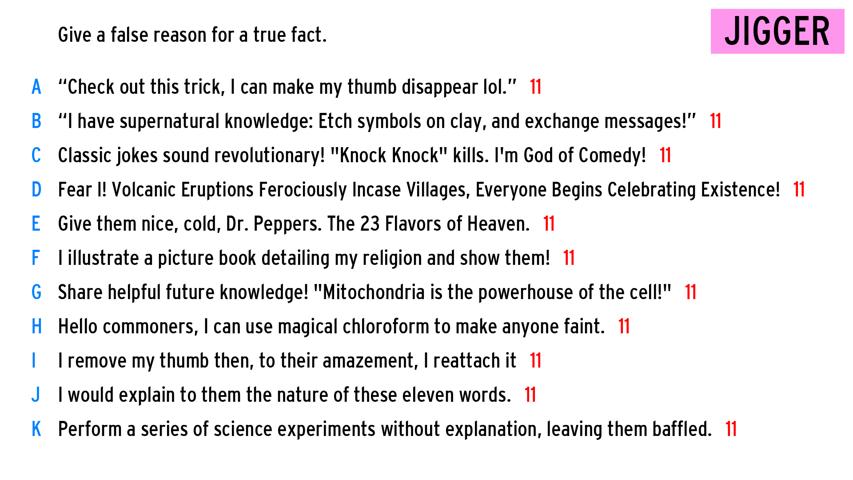 Give a false reason for a true fact.
JIGGER
A “Check out this trick, I can make my thumb disappear lol.” 11
B “I have supernatural knowledge: Etch symbols on clay, and exchange messages!” 11
C Classic jokes sound revolutionary! "Knock Knock" kills. I'm God of Comedy! 11
D Fear I! Volcanic Eruptions Ferociously Incase Villages, Everyone Begins Celebrating Existence! 11
E Give them nice, cold, Dr. Peppers. The 23 Flavors of Heaven. 11
F I illustrate a picture book detailing my religion and show them! 11
G Share helpful future knowledge! "Mitochondria is the powerhouse of the cell!" 11
H Hello commoners, I can use magical chloroform to make anyone faint. 11
I I remove my thumb then, to their amazement, I reattach it 11
J I would explain to them the nature of these eleven words. 11
K Perform a series of science experiments without explanation, leaving them baffled. 11